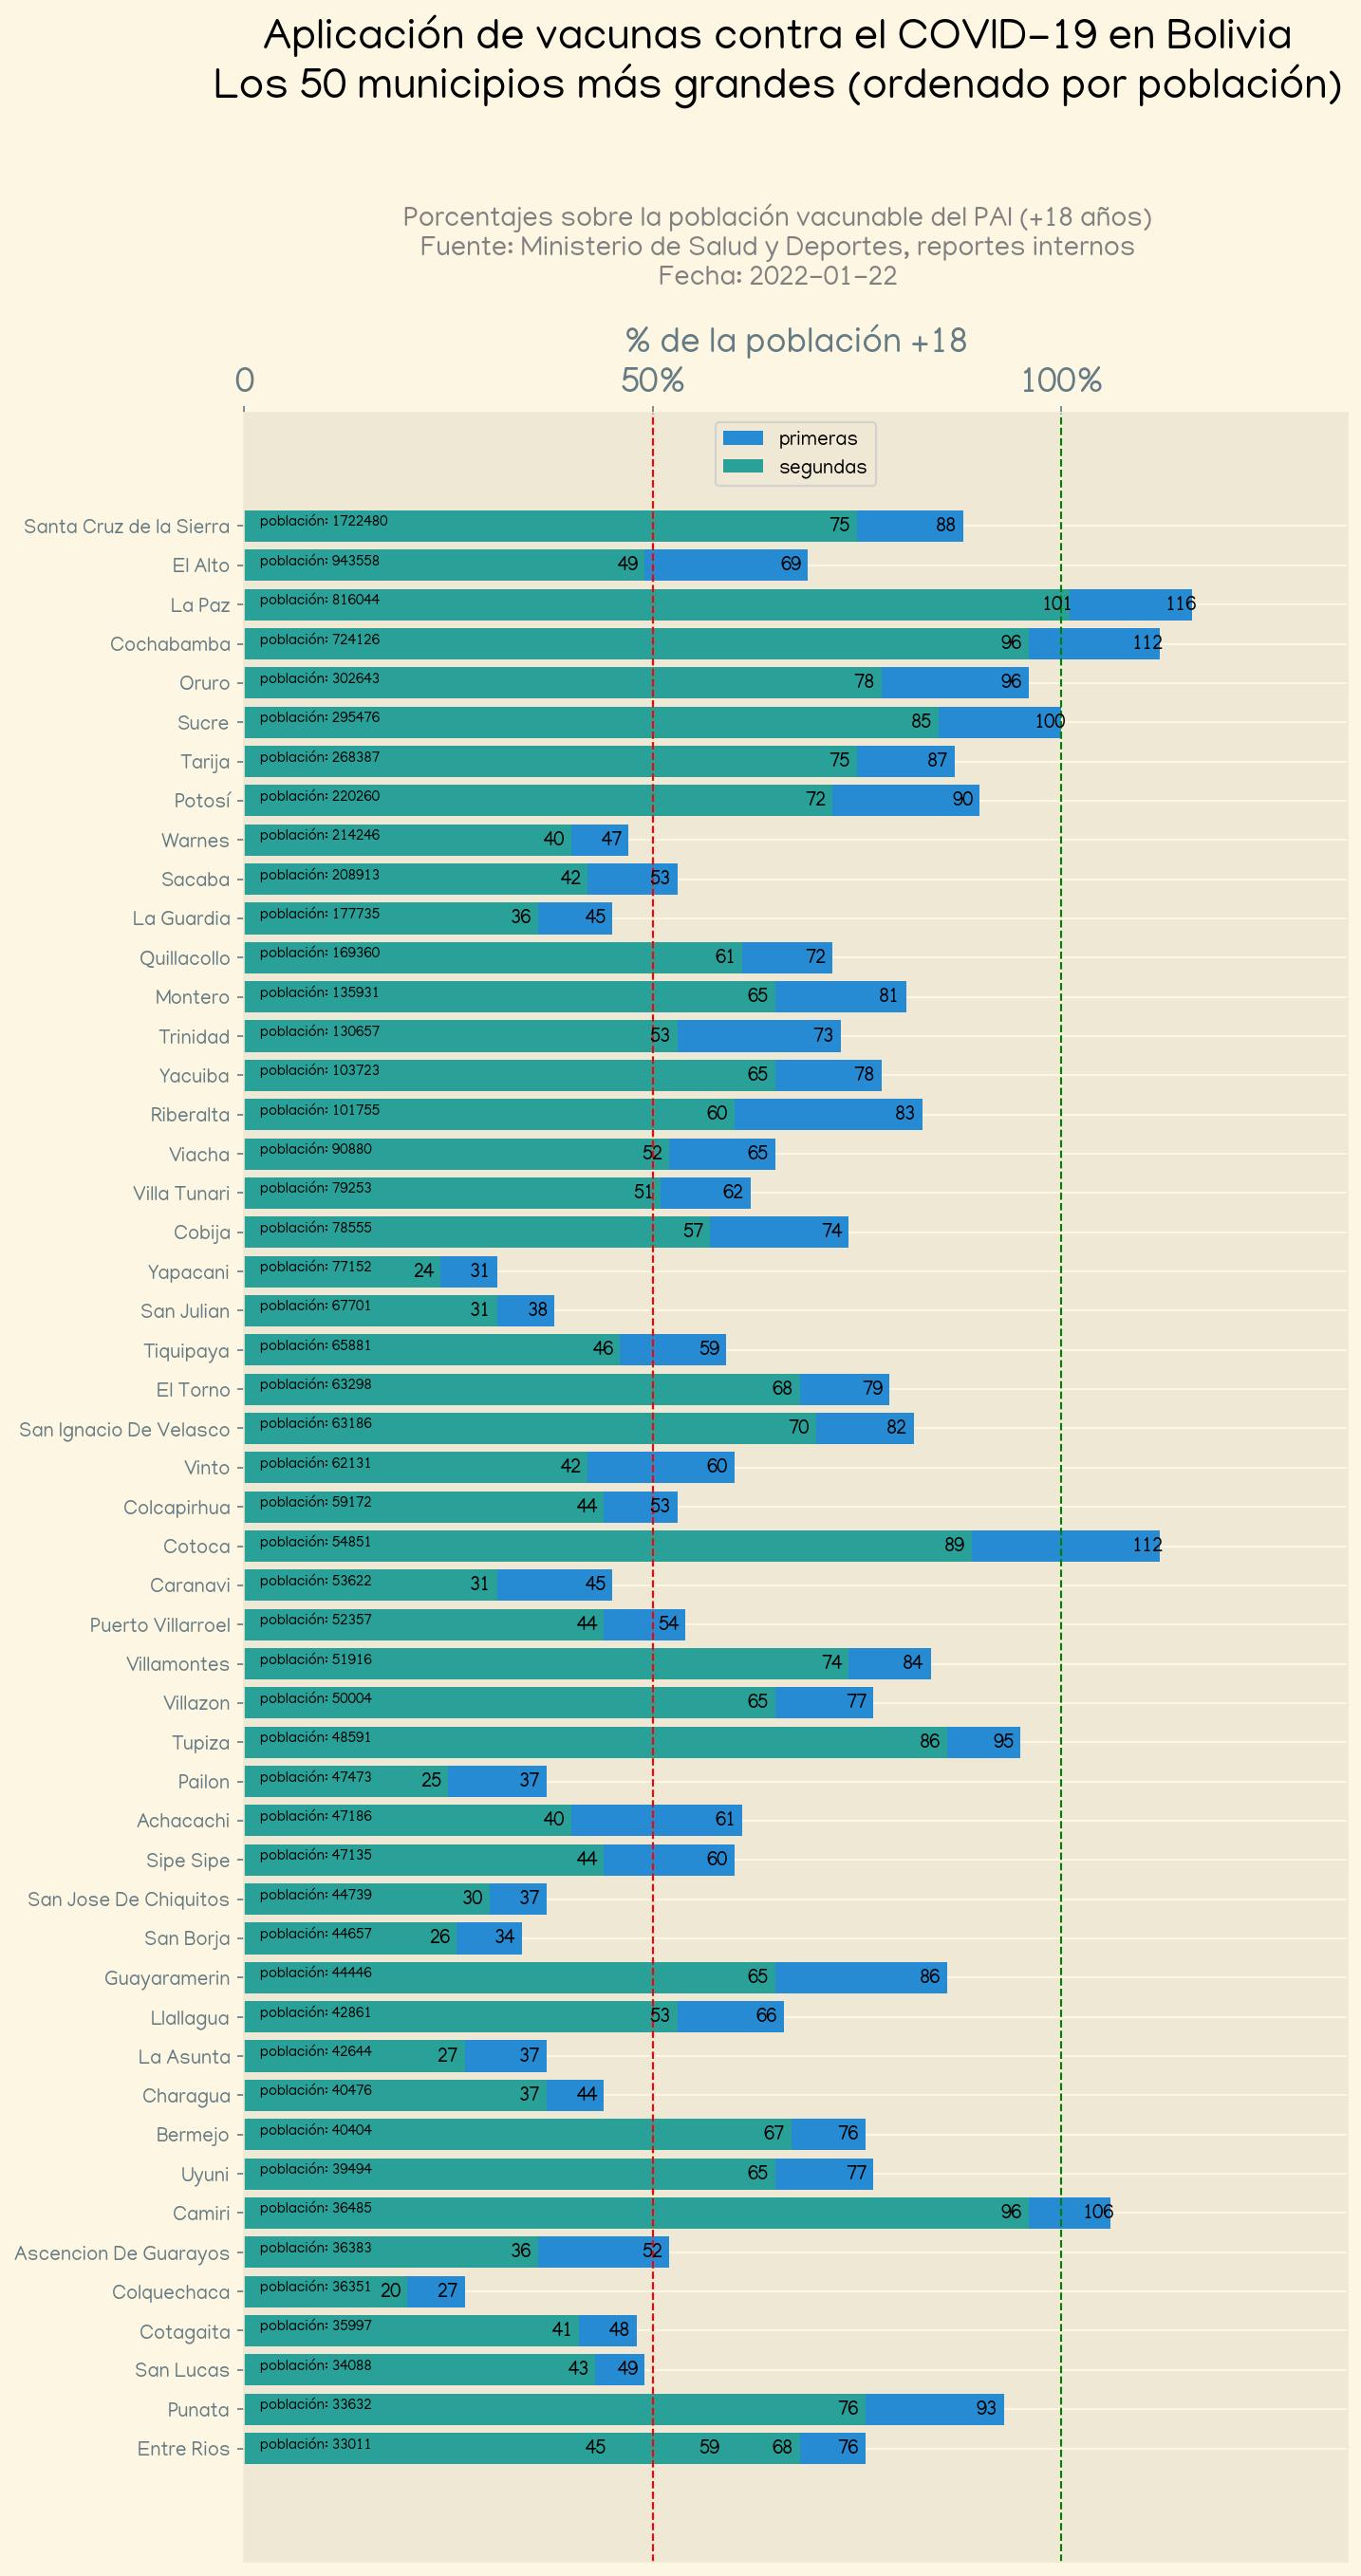 Aplicación de vacunas contra el COVID-19 en Bolivia
Los 50 municipios más grandes (ordenado por población)
Porcentajes sobre la población vacunable del PAI (+18 años)
Fuente: Ministerio de Salud y Deportes, reportes internos
Fecha: 2022-01-22
% de la población +18
0 50% 100%
primeras
segundas
Santa Cruz de la Sierra población: 1722480 75 88
El Alto población: 943558 49 69
La Paz población: 816044 101 116
Cochabamba población: 724126 96 112
Oruro población: 302643 78 96
Sucre población: 295476 85 100
Tarija población: 268387 75 87
Potosí población: 220260 72 90
Warnes población: 214246 40 47
Sacaba población: 208913 42 53
La Guardia población: 177735 36 45
Quillacollo población: 169360 61 72
Montero población: 135931 65 81
Trinidad población: 130657 53 73
Yacuiba población: 103723 65 78
Riberalta población: 101755 60 83
Viacha población: 90880 52 65
Villa Tunari población: 79253 51 62
Cobija población: 78555 57 74
Yapacani población: 77152 24 31
San Julian población: 67701 31 38
Tiquipaya población: 65881 46 59
El Torno población: 63298 68 79
San Ignacio De Velasco población: 63186 70 82
Vinto población: 62131 42 60
Colcapirhua población: 59172 44 53
Cotoca población: 54851 89 112
Caranavi población: 53622 31 45
Puerto Villarroel población: 52357 44 54
Villamontes población: 51916 74 84
Villazon población: 50004 65 77
Tupiza población: 48591 86 95
Pailon población: 47473 25 37
Achacachi población: 47186 40 61
Sipe Sipe población: 47135 44 60
San Jose De Chiquitos población: 44739 30 37
San Borja población: 44657 26 34
Guayaramerin población: 44446 65 86
Llallagua población: 42861 53 66
La Asunta población: 42644 27 37
Charagua población: 40476 37 44
Bermejo población: 40404 67 76
Uyuni población: 39494 65 77
Camiri población: 36485 96 106
Ascencion De Guarayos población: 36383 36 52
Colquechaca población: 36351 20 27
Cotagaita población: 35997 41 48
San Lucas población: 34088 43 49
Punata población: 33632 76 93
Entre Rios población: 33011 45 59 68 76